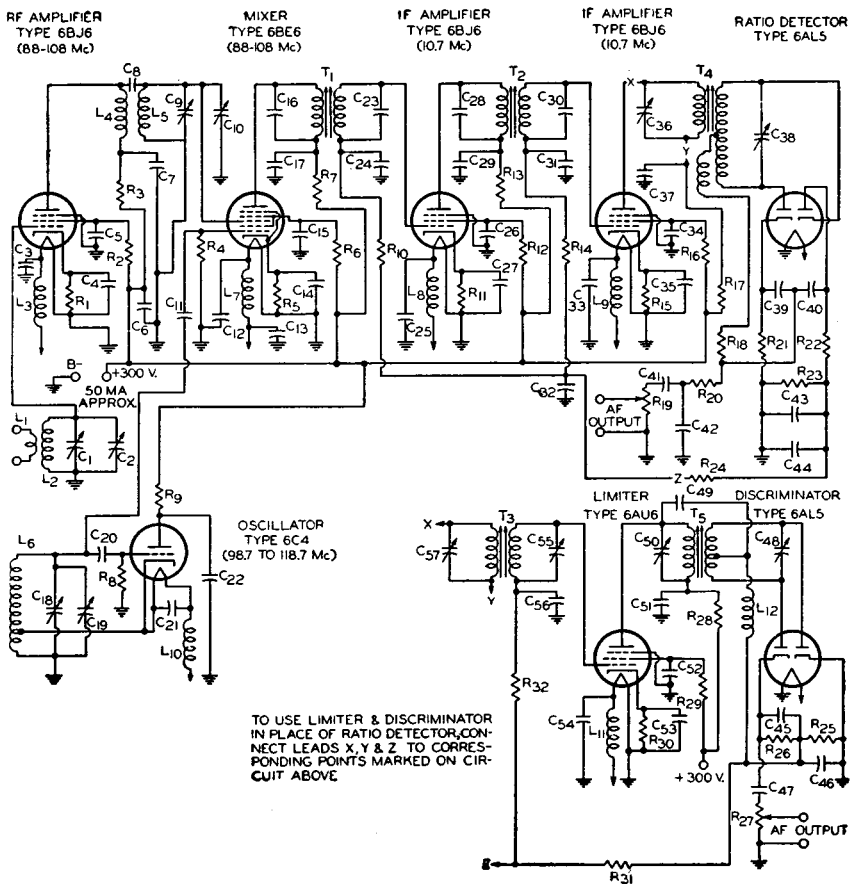 RF AMPLIFIER
TYPE 6BJ6
(88-108 Mc)
MIXER
TYPE 6BE6
(88-108 Mc)
IF AMPLIFIER
TYPE 6BJ6
(10.7 Mc)
IF AMPLIFIER
TYPE 6BJ6
(10.7 Mc)
RATIO DETECTOR
TYPE 6AL5
C8
L4
L5
C9
C10
C16
T1
C23
C28
T2
C30
X
T4
C36
C38
Y
R3
C7
C17
R7
C24
C29
R13
C31
C37
C3
C5
R2
C4
L3
R1
C6
C11
R4
C15
R6
L7
C14
R5
C12
C13
R10
C26
R12
L8
C27
R11
C25
R14
C34
R16
C33
L9
C35
R15
R17
R18
C39
C40
R21
R22
R23
C43
C44
B-
+300 V.
50 MA
APPROX.
C32
C41
R19
R20
C42
AF
OUTPUT
Z
R24
L1
L2
C1
C2
R9
OSCILLATOR
TYPE 6C4
(98.7 TO 118.7 Mc)
L6
C20
R8
C18
C19
C21
C22
L10
LIMITER
TYPE 6AU6
DISCRIMINATOR
TYPE 6AL5
C49
X
T3
C57
C55
Y
C56
C50
T5
C48
C51
R28
L12
R32
C52
R29
C54
L11
C53
R30
+300 V.
C45
R26
R25
C46
C47
R27
AF OUTPUT
TO USE LIMITER & DISCRIMINATOR
IN PLACE OF RATIO DETECTOR, CON-
NECT LEADS X, Y & Z TO CORRES-
PONDING POINTS MARKED ON CIR-
CUIT ABOVE
Z
R31